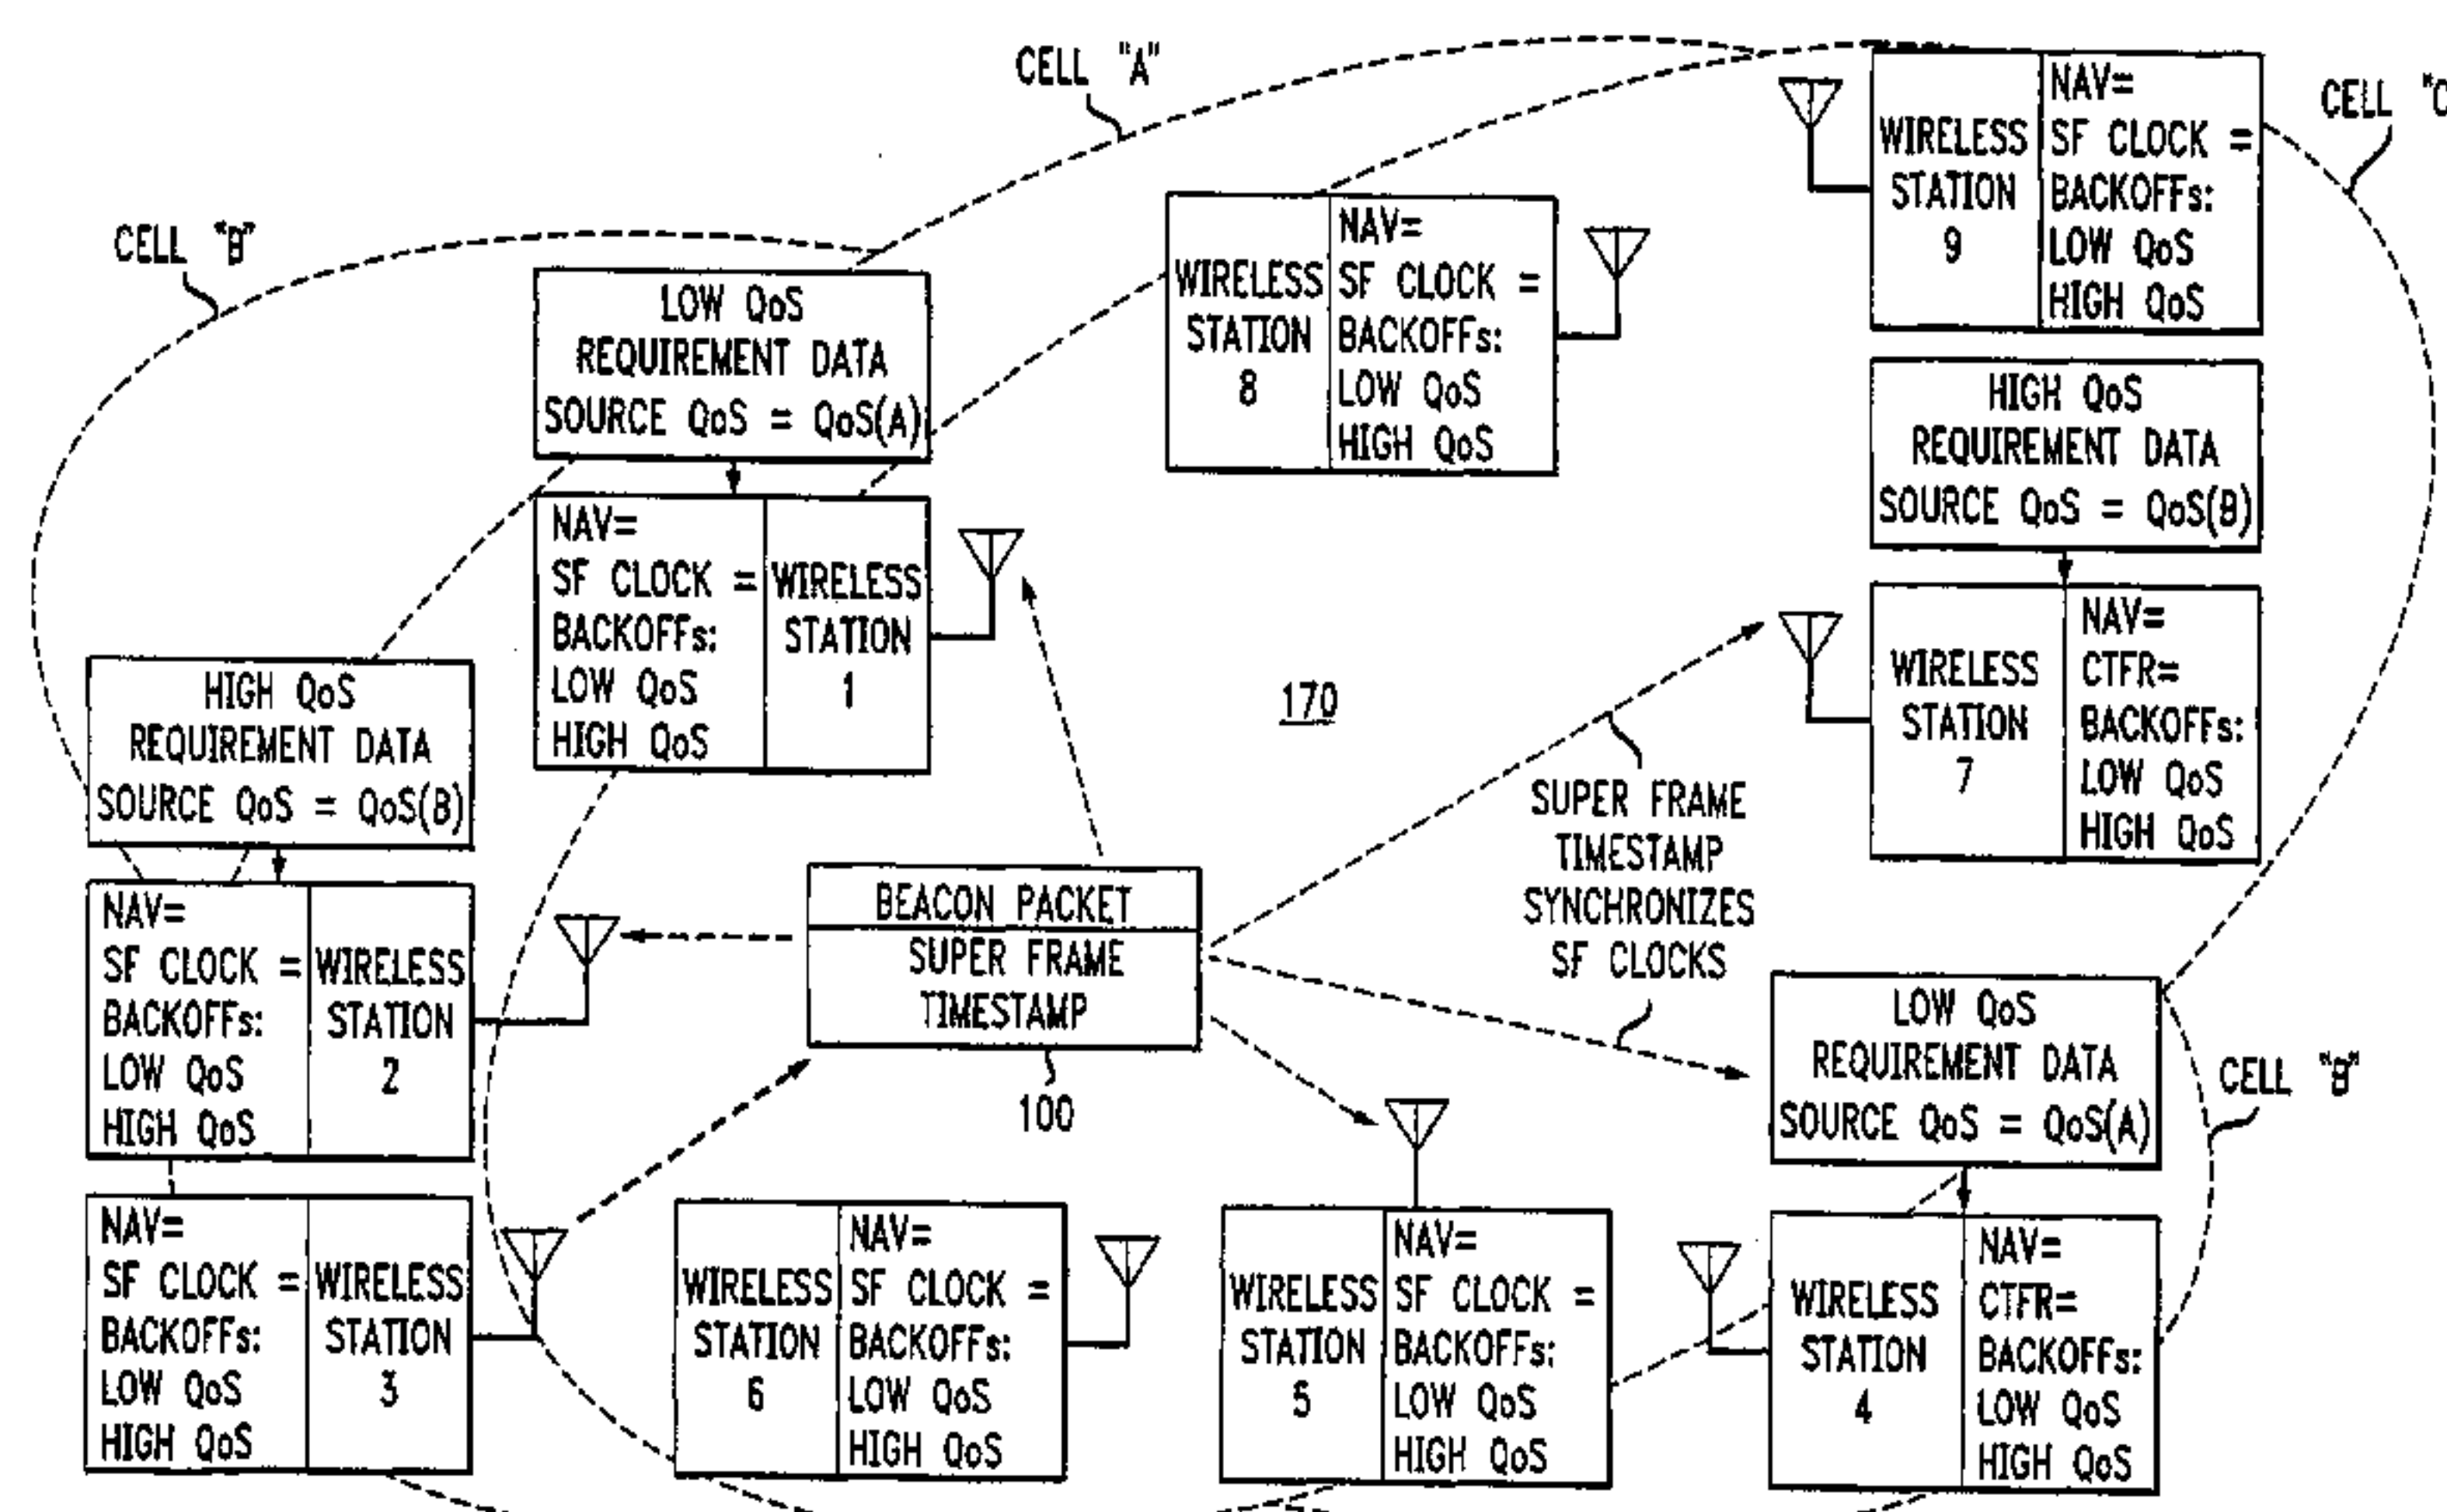 CELL "A"
CELL "C
CELL "B"
WIRELESS
STATION
9
NAV=
SF CLOCK =
BACKOFFs:
LOW QoS
HIGH QoS
WIRELESS
STATION
8
NAV=
SF CLOCK =
BACKOFFs:
LOW QoS
HIGH QoS
LOW QoS
REQUIREMENT DATA
SOURCE QoS = QoS(A)
NAV=
SF CLOCK =
BACKOFFs:
LOW QoS
HIGH QoS
WIRELESS
STATION
1
HIGH QoS
REQUIREMENT DATA
SOURCE QoS = QoS(B)
WIRELESS
STATION
7
NAV=
CTFR=
BACKOFFs:
LOW QoS
HIGH QoS
170
HIGH QoS
REQUIREMENT DATA
SOURCE QoS = QoS(B)
NAV=
SF CLOCK =
BACKOFFs:
LOW QoS
HIGH QoS
WIRELESS
STATION
2
BEACON PACKET
SUPER FRAME
TIMESTAMP
100
SUPER FRAME
TIMESTAMP
SYNCHRONIZES
SF CLOCKS
LOW QoS
REQUIREMENT DATA
SOURCE QoS = QoS(A)
CELL "B"
NAV=
SF CLOCK =
BACKOFFs:
LOW QoS
HIGH QoS
WIRELESS
STATION
3
WIRELESS
STATION
6
NAV=
SF CLOCK =
BACKOFFs:
LOW QoS
HIGH QoS
WIRELESS
STATION
5
NAV=
SF CLOCK =
BACKOFFs:
LOW QoS
HIGH QoS
WIRELESS
STATION
4
NAV=
CTFR=
BACKOFFs:
LOW QoS
HIGH QoS